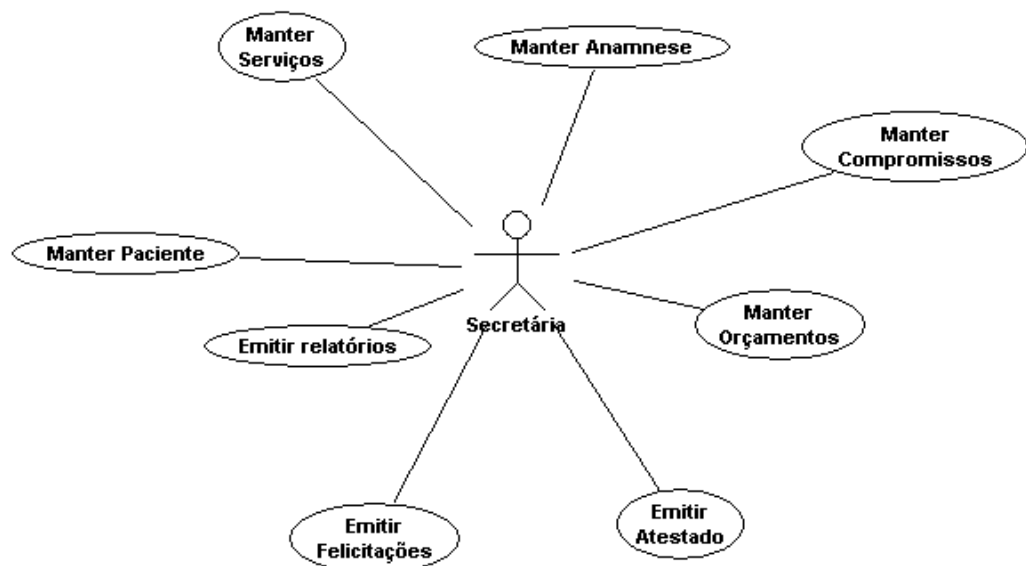 Manter
Serviços
Manter Anamnese
Manter
Compromissos
Manter Paciente
Secretária
Manter
Orçamentos
Emitir relatórios
Emitir
Felicitações
Emitir
Atestado